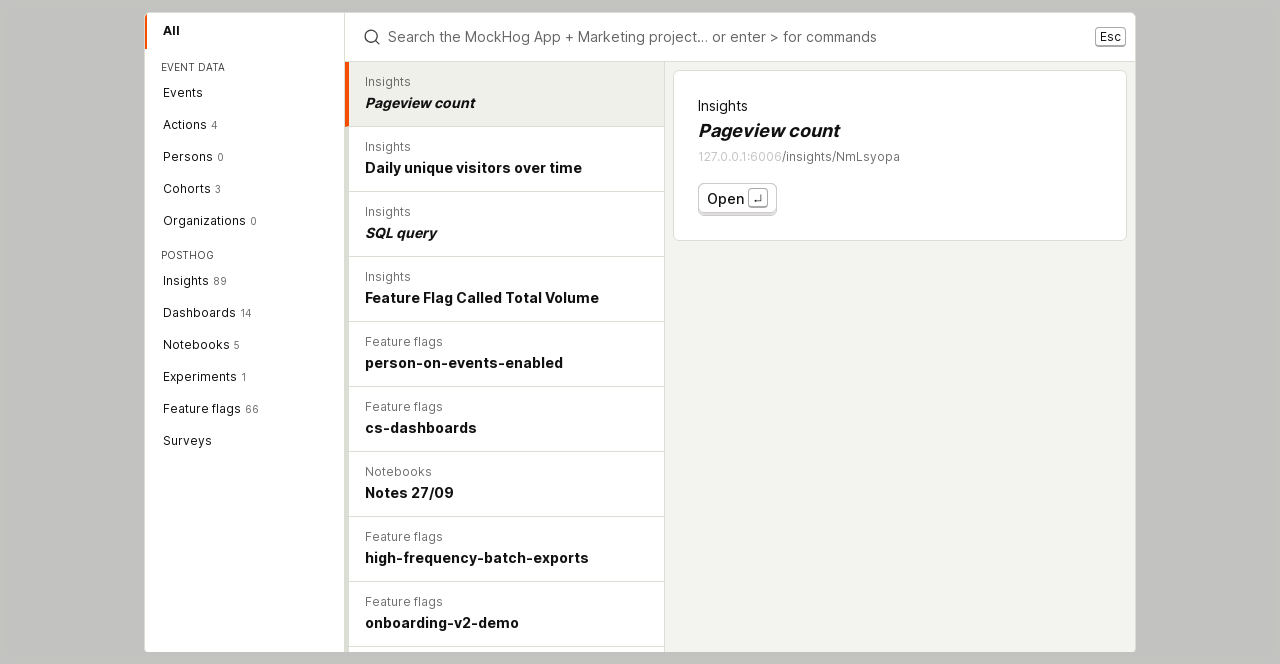 All
EVENT DATA
Events
Actions 4
Persons 0
Cohorts 3
Organizations 0
POSTHOG
Insights 89
Dashboards 14
Notebooks 5
Experiments 1
Feature flags 66
Surveys
Search the MockHog App + Marketing project… or enter > for commands
Esc
Insights
Pageview count
Insights
Daily unique visitors over time
Insights
SQL query
Insights
Feature Flag Called Total Volume
Feature flags
person-on-events-enabled
Feature flags
cs-dashboards
Notebooks
Notes 27/09
Feature flags
high-frequency-batch-exports
Feature flags
onboarding-v2-demo
Insights
Pageview count
127.0.0.1:6006/insights/NmLsyopa
Open ↵